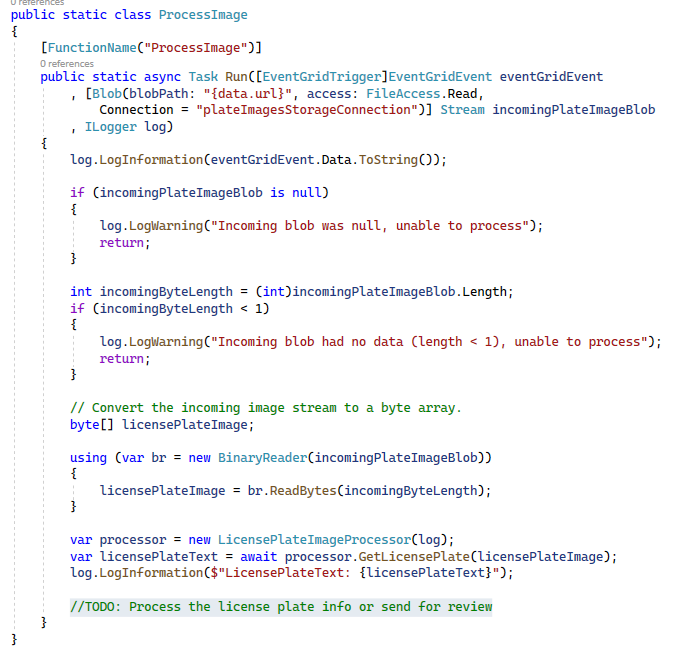 0 references
public static class ProcessImage
{
[FunctionName("ProcessImage")]
0 references
public static async Task Run([EventGridTrigger]EventGridEvent eventGridEvent
, [Blob(blobPath: "{data.url}", access: FileAccess.Read,
Connection = "plateImagesStorageConnection")] Stream incomingPlateImageBlob
, ILogger log)
{
log.LogInformation(eventGridEvent.Data.ToString());
if (incomingPlateImageBlob is null)
{
log.LogWarning("Incoming blob was null, unable to process");
return;
}
int incomingByteLength = (int)incomingPlateImageBlob.Length;
if (incomingByteLength < 1)
{
log.LogWarning("Incoming blob had no data (length < 1), unable to process");
return;
}
// Convert the incoming image stream to a byte array.
byte[] licensePlateImage;
using (var br = new BinaryReader(incomingPlateImageBlob))
{
licensePlateImage = br.ReadBytes(incomingByteLength);
}
var processor = new LicensePlateImageProcessor(log);
var licensePlateText = await processor.GetLicensePlate(licensePlateImage);
log.LogInformation($"LicensePlateText: {licensePlateText}");
//TODO: Process the license plate info or send for review
}
}